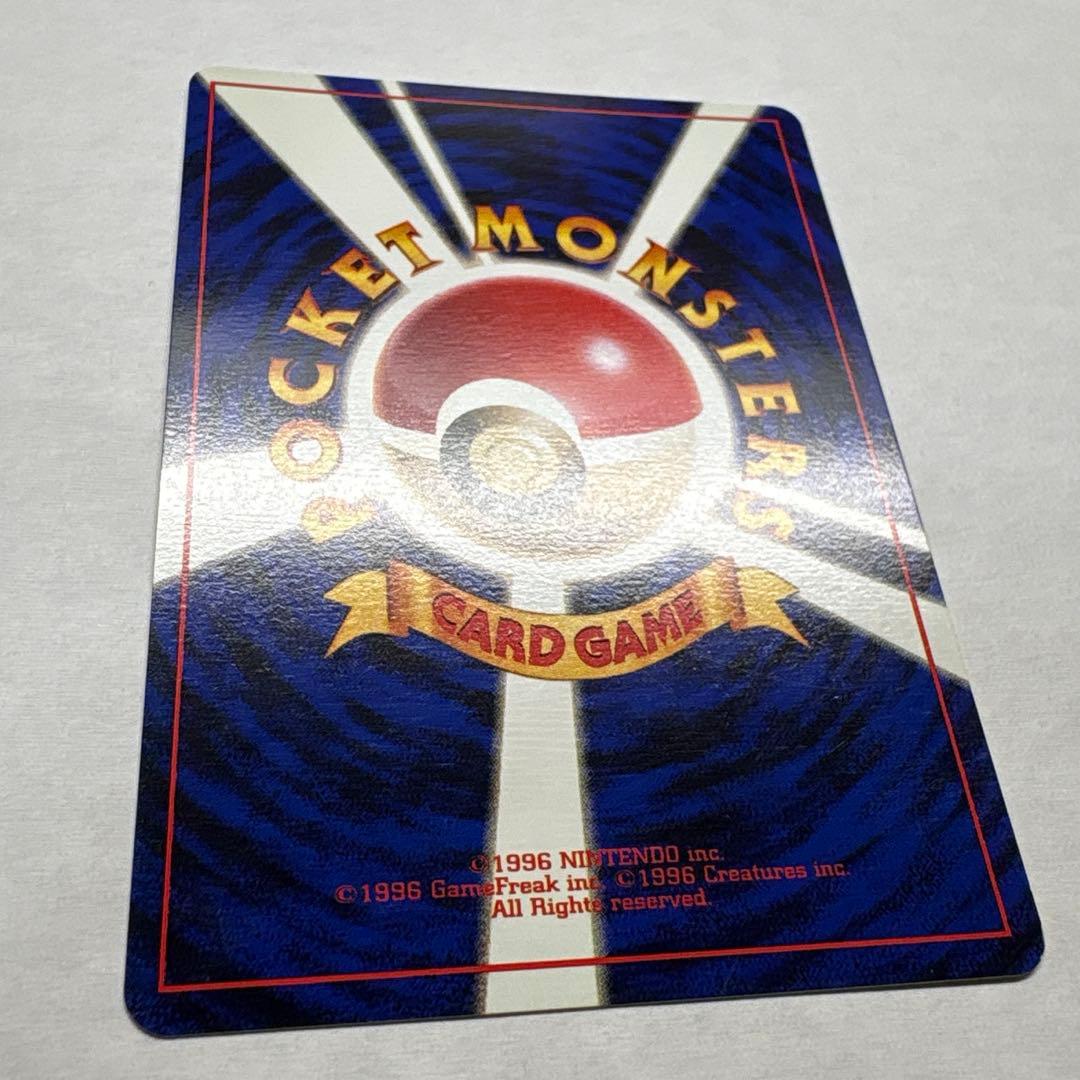 POCKET MONSTERS
CARD GAME
©1996 NINTENDO inc.
©1996 GameFreak inc. ©1996 Creatures inc.
All Rights reserved.